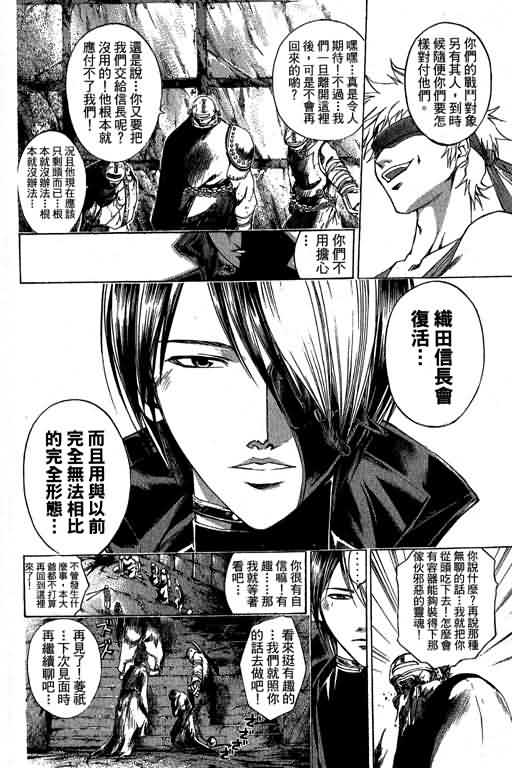 你們的戰鬥對象
另有其人，到時
候隨便你們要怎
樣對付他們。
嘿嘿…真是令人
期待！不過…我
們一旦離開這裡
後，可是不會再
回來的喲？
還是說…你又要把
我們交給信長呢？
沒用的！他根本就
應付不了我們！
況且他現在應該
只剩頭而已…根
本就沒辦法…根
本就沒辦法…
你們不
用擔心
織田信長會
復活…
而且用與以前
完全無法相比
的完全形態…
你說什麼？再說那種
無聊的話…我就把你
從頭吃下去！怎麼會
有容器能夠裝得下那
傢伙邪惡的靈魂！
你很有自
信嘛！有
趣…那
我就等著
看吧…
不管發生什
麼事，本大
爺都不打算
再回到這裡
來了！
看來挺有趣的
…我們就照你
的話去做吧！
再見了！菱祇
…下次見面時
再繼續聊吧！